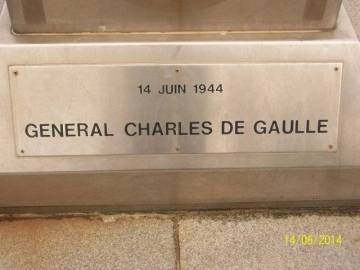 14 JUIN 1944
GENERAL CHARLES DE GAULLE
14/06/2014